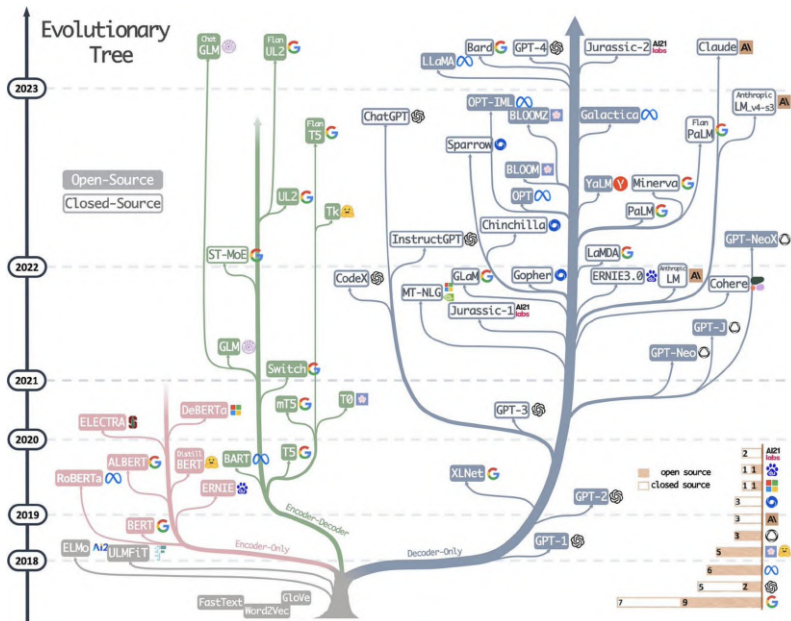 Evolutionary
Tree
Open-Source
Closed-Source
2023
2022
2021
2020
2019
2018
Chat
GLM
Flan
UL2
Flan
T5
UL2
Tk
ST-MoE
GLM
Switch
mT5
T0
BART
T5
Encoder-Decoder
DeBERTa
ELECTRA
ALBERT
Distill
BERT
RoBERTa
ERNIE
BERT
Encoder-Only
ELMo
Ai2
ULMFiT
FastText
Word2Vec
GloVe
Bard
GPT-4
Jurassic-2
AI21
labs
Claude
A\
LLaMA
OPT-IML
BLOOMZ
Galactica
Anthropic
LM_v4-s3
A\
ChatGPT
Flan
PaLM
Sparrow
BLOOM
YaLM
Minerva
OPT
PaLM
Chinchilla
InstructGPT
GPT-NeoX
LaMDA
CodeX
GLaM
Gopher
ERNIE3.0
Anthropic
LM
A\
Cohere
MT-NLG
Jurassic-1
AI21
labs
GPT-J
GPT-Neo
GPT-3
XLNet
GPT-2
GPT-1
Decoder-Only
open source
closed source
2
AI21
labs
1 1
1 1
3
3
A\
3
5
6
5 2
7 9